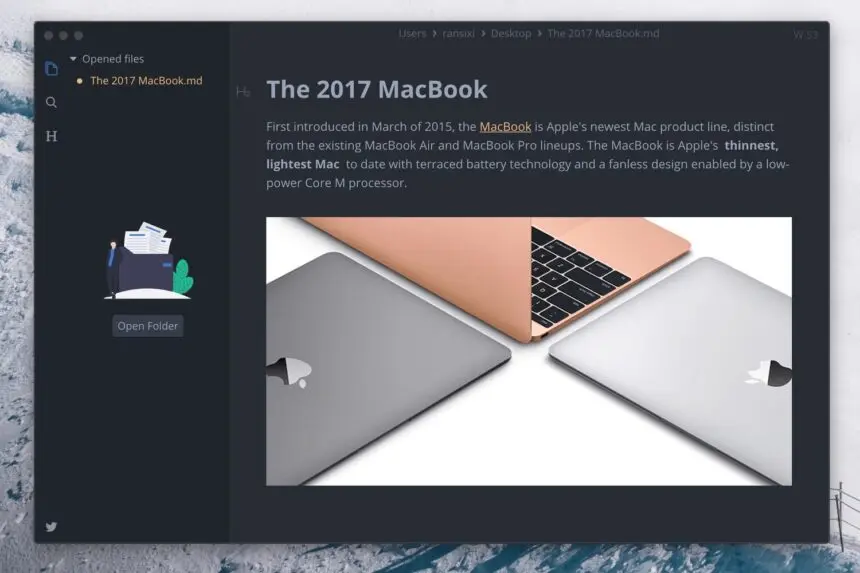 Users › ransixi › Desktop › The 2017 MacBook.md
W 53
Opened files
The 2017 MacBook.md
H
Open Folder
H₂
The 2017 MacBook
First introduced in March of 2015, the MacBook is Apple's newest Mac product line, distinct
from the existing MacBook Air and MacBook Pro lineups. The MacBook is Apple's thinnest,
lightest Mac to date with terraced battery technology and a fanless design enabled by a low-
power Core M processor.